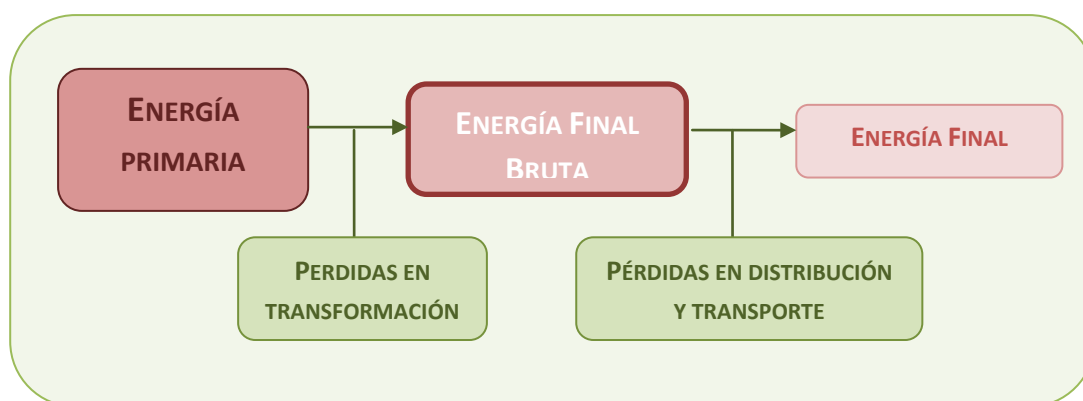 ENERGÍA
PRIMARIA
ENERGÍA FINAL
BRUTA
ENERGÍA FINAL
PERDIDAS EN
TRANSFORMACIÓN
PÉRDIDAS EN DISTRIBUCIÓN
Y TRANSPORTE